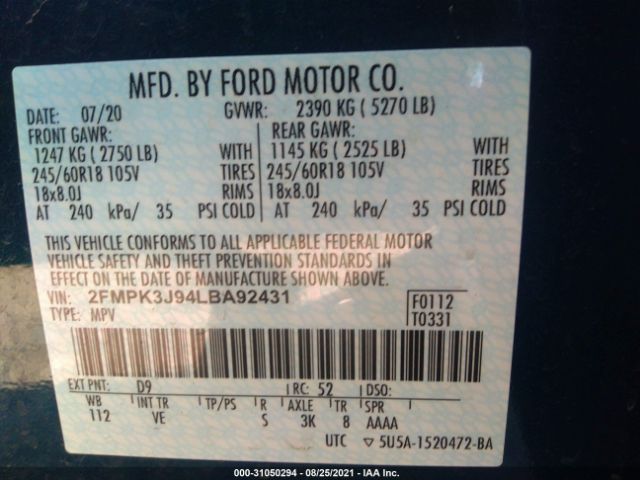 MFD. BY FORD MOTOR CO.
DATE: 07/20 GVWR: 2390 KG ( 5270 LB)
FRONT GAWR: REAR GAWR:
1247 KG ( 2750 LB) WITH 1145 KG ( 2525 LB) WITH
245/60R18 105V TIRES 245/60R18 105V TIRES
18x8.0J RIMS 18x8.0J RIMS
AT 240 kPa/ 35 PSI COLD AT 240 kPa/ 35 PSI COLD
THIS VEHICLE CONFORMS TO ALL APPLICABLE FEDERAL MOTOR
VEHICLE SAFETY AND THEFT PREVENTION STANDARDS IN
EFFECT ON THE DATE OF MANUFACTURE SHOWN ABOVE.
VIN: 2FMPK3J94LBA92431 F0112
TYPE: MPV T0331
EXT PNT: D9 RC: 52 DSO:
WB INT TR TP/PS R AXLE TR SPR
112 VE S 3K 8 AAAA
UTC ▽ 5U5A-1520472-BA
000-31050294 - 08/25/2021 - IAA Inc.